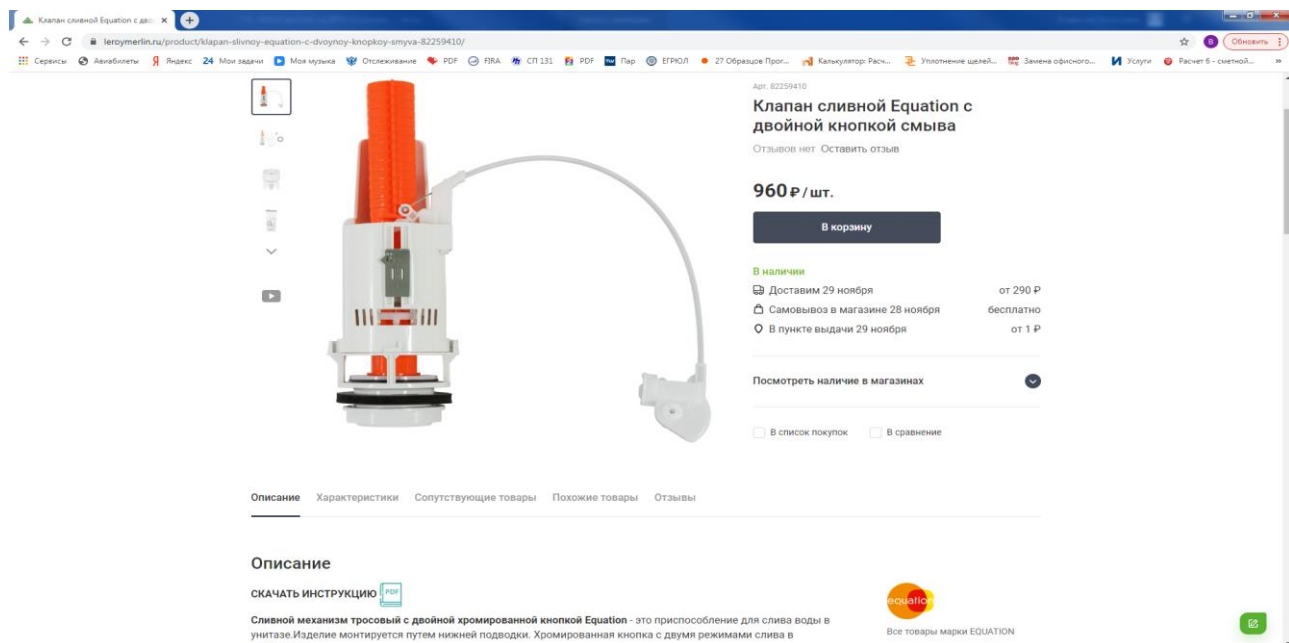 Клапан сливной Equation с дво
leroymerlin.ru/product/klapan-slivnoy-equation-c-dvoynoy-knopkoy-smyva-82259410/
В
Обновить
Сервисы Авиабилеты Яндекс 24 Мои задачи Моя музыка Отслеживание PDF FIRA СП 131 PDF Пар ЕГРЮЛ 27 Образцов Прог... Калькулятор: Расч... Уплотнение щелей... Замена офисного... Услуги Расчет 6 - сметной... »
Арт. 82259410
Клапан сливной Equation с
двойной кнопкой смыва
Отзывов нет Оставить отзыв
960 ₽ / шт.
В корзину
В наличии
Доставим 29 ноября от 290 ₽
Самовывоз в магазине 28 ноября бесплатно
В пункте выдачи 29 ноября от 1 ₽
Посмотреть наличие в магазинах
В список покупок В сравнение
Описание Характеристики Сопутствующие товары Похожие товары Отзывы
Описание
СКАЧАТЬ ИНСТРУКЦИЮ PDF
equation
Сливной механизм тросовый с двойной хромированной кнопкой Equation - это приспособление для слива воды в
унитазе.Изделие монтируется путем нижней подводки. Хромированная кнопка с двумя режимами слива в
Все товары марки EQUATION